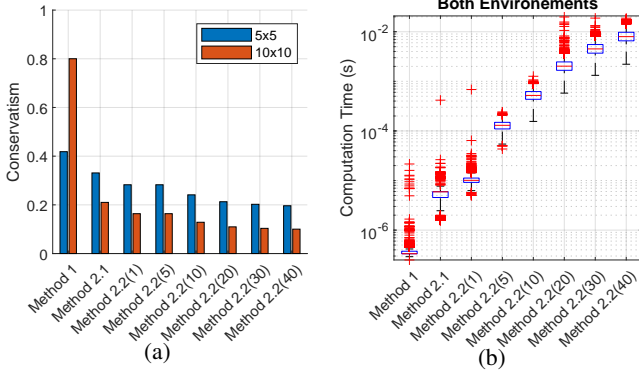 Both Environements
1
0.8
0.6
0.4
0.2
0
Conservatism
5x5
10x10
Method 1
Method 2.1
Method 2.2(1)
Method 2.2(5)
Method 2.2(10)
Method 2.2(20)
Method 2.2(30)
Method 2.2(40)
(a)
10⁻²
10⁻⁴
10⁻⁶
Computation Time (s)
Method 1
Method 2.1
Method 2.2(1)
Method 2.2(5)
Method 2.2(10)
Method 2.2(20)
Method 2.2(30)
Method 2.2(40)
(b)